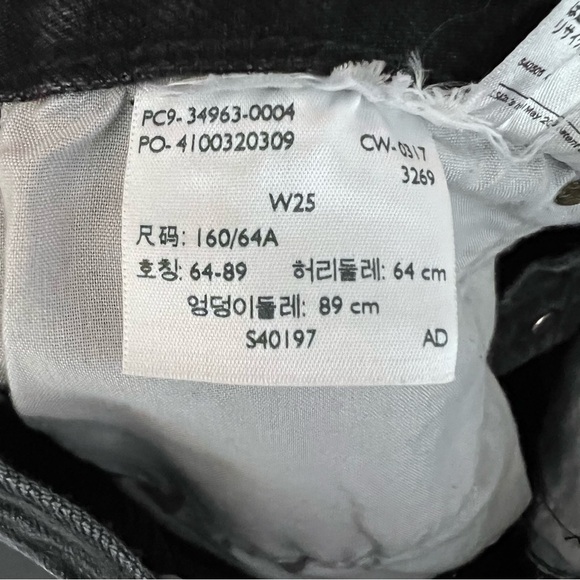 PC9-34963-0004
PO-4100320309
CW-0317
3269
W25
尺码: 160/64A
호칭: 64-89 허리둘레: 64 cm
엉덩이둘레: 89 cm
S40197 AD